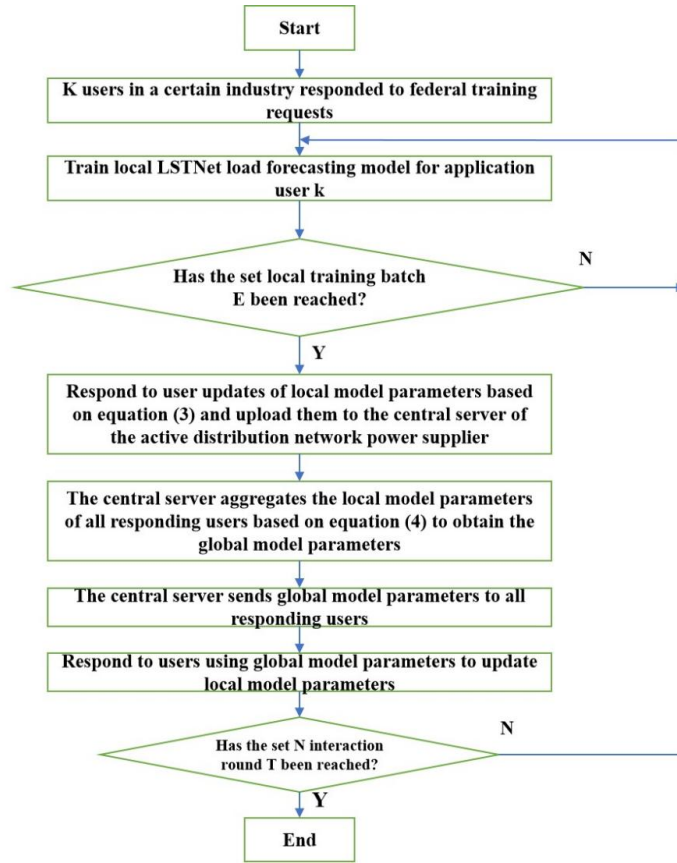 Start
K users in a certain industry responded to federal training
requests
Train local LSTNet load forecasting model for application
user k
Has the set local training batch
E been reached?
N
Y
Respond to user updates of local model parameters based
on equation (3) and upload them to the central server of
the active distribution network power supplier
The central server aggregates the local model parameters
of all responding users based on equation (4) to obtain the
global model parameters
The central server sends global model parameters to all
responding users
Respond to users using global model parameters to update
local model parameters
Has the set N interaction
round T been reached?
N
Y
End